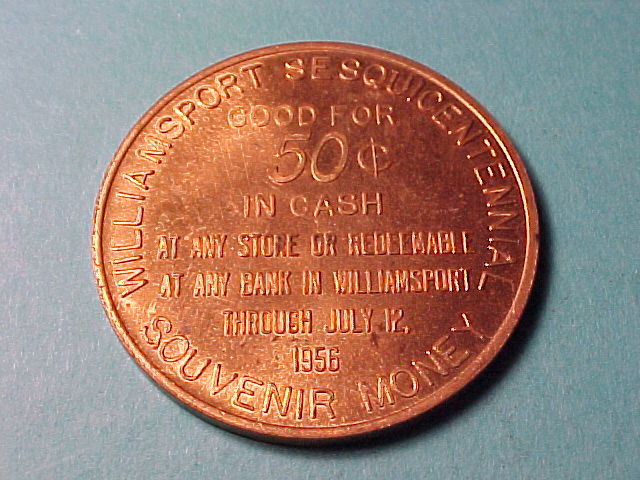 WILLIAMSPORT SESQUICENTENNIAL
GOOD FOR
50¢
IN CASH
AT ANY STORE OR REDEEMABLE
AT ANY BANK IN WILLIAMSPORT
THROUGH JULY 12,
1956
SOUVENIR MONEY